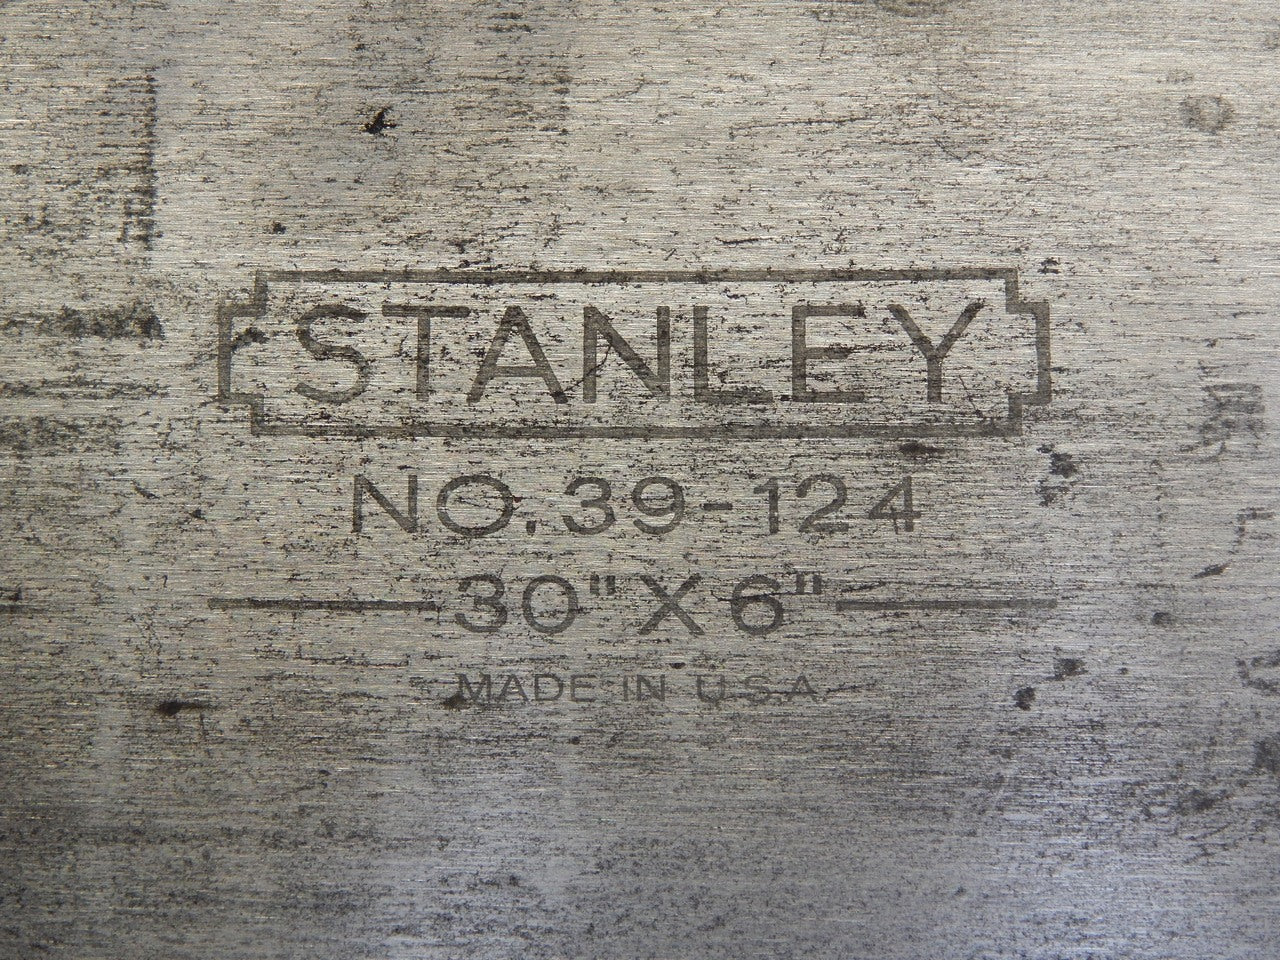 STANLEY
NO. 39-124
30" X 6"
MADE IN U.S.A